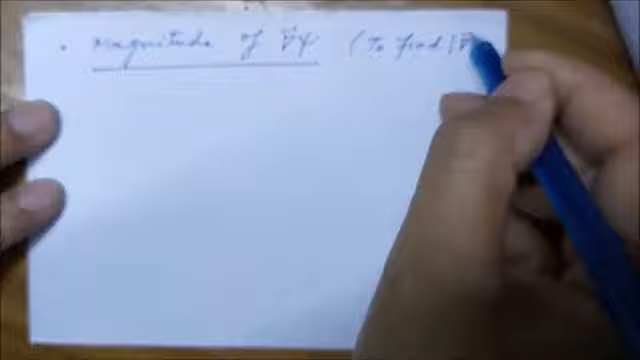 • Magnitude of ∇⃗ψ (To find |∇⃗